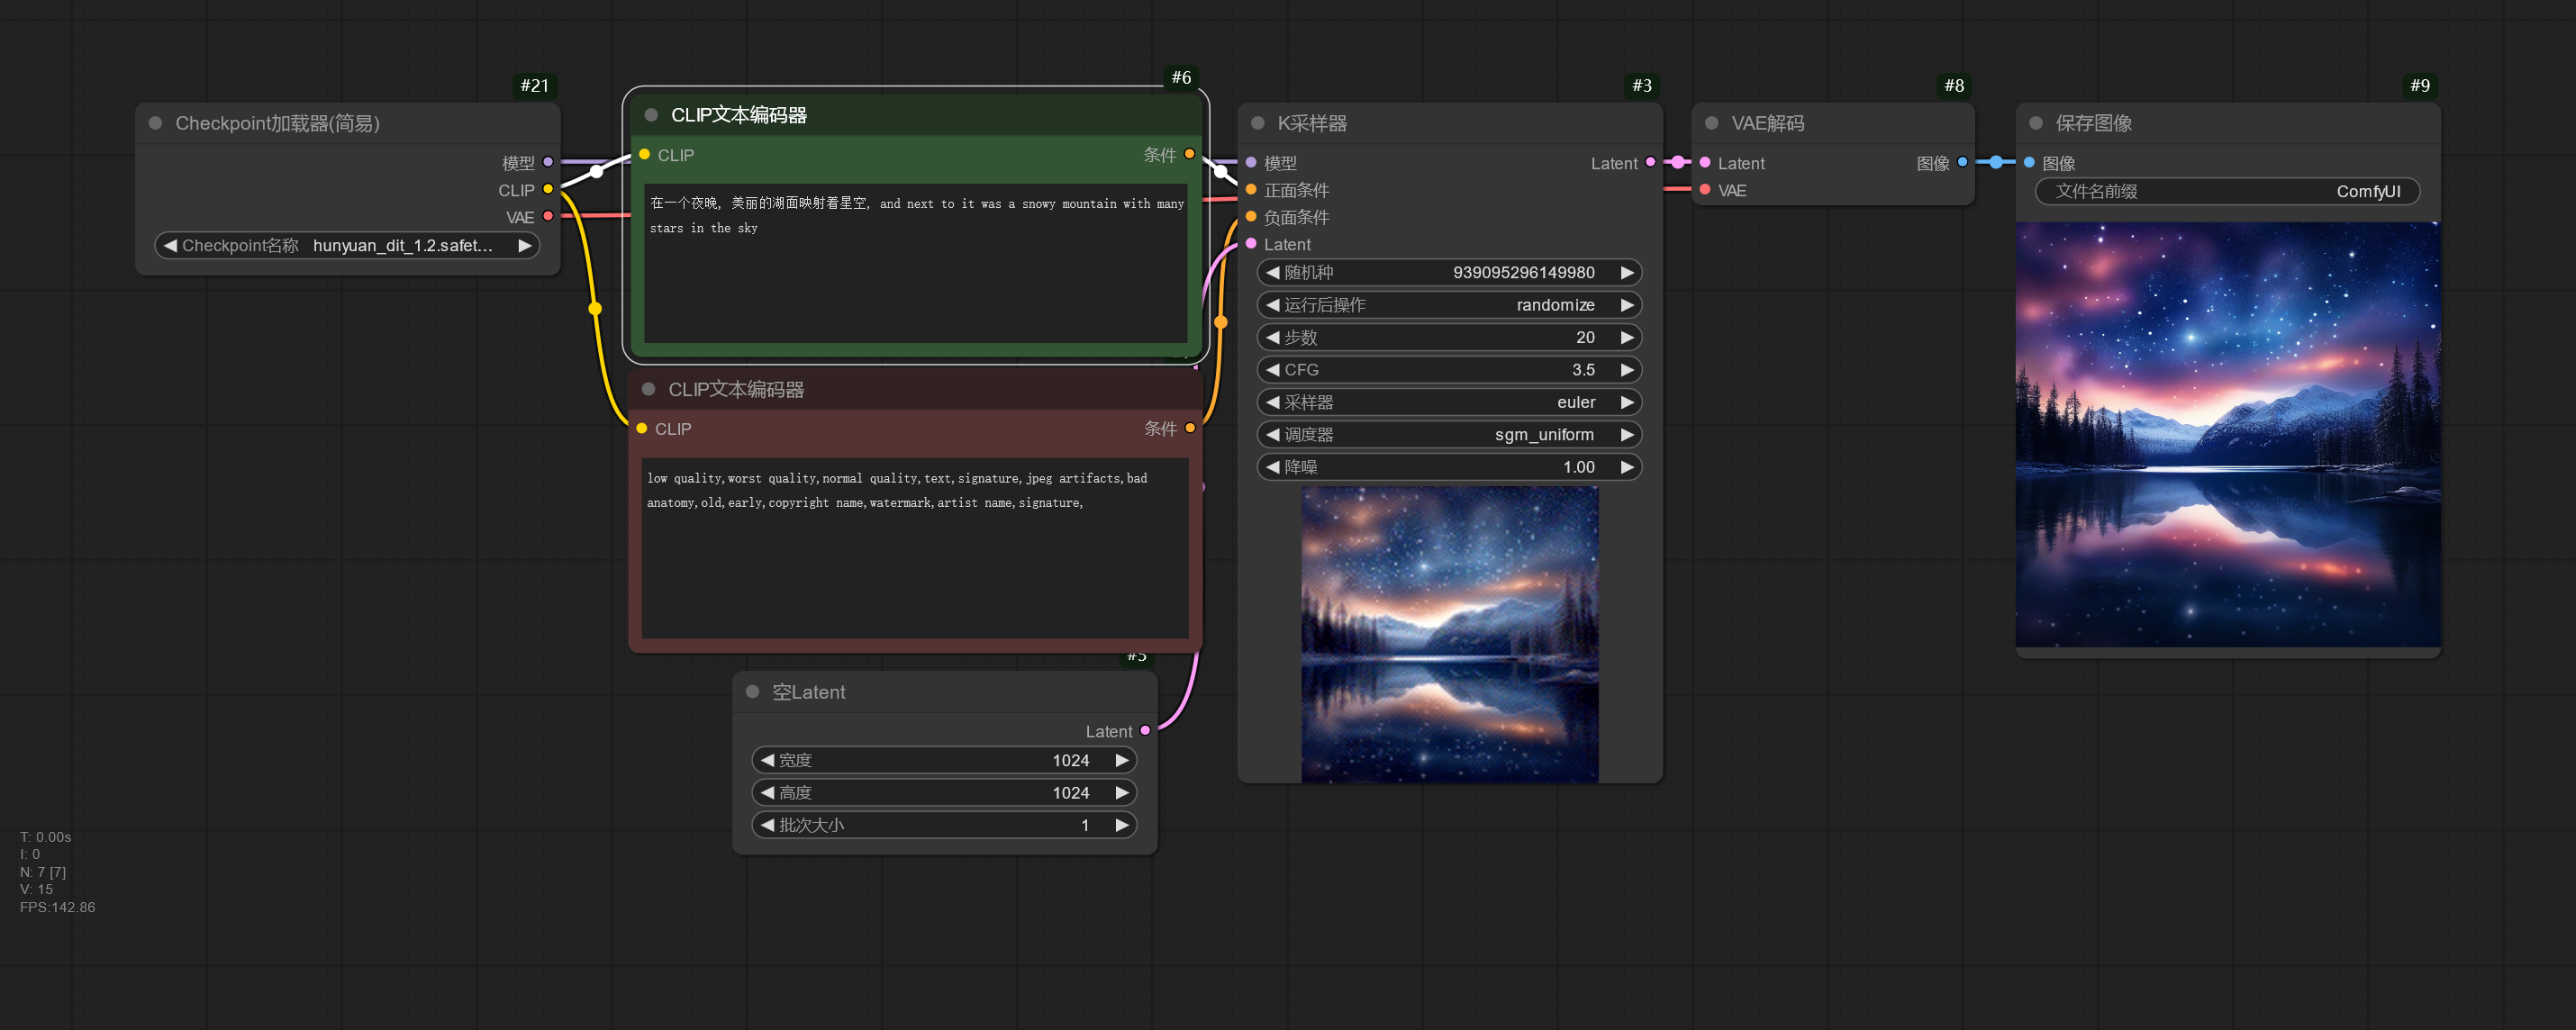 #21
Checkpoint加载器(简易)
模型
CLIP
VAE
Checkpoint名称 hunyuan_dit_1.2.safet...
#6
CLIP文本编码器
CLIP 条件
在一个夜晚, 美丽的湖面映射着星空, and next to it was a snowy mountain with many
stars in the sky
CLIP文本编码器
CLIP 条件
low quality,worst quality,normal quality,text,signature,jpeg artifacts,bad
anatomy,old,early,copyright name,watermark,artist name,signature,
#5
空Latent
Latent
宽度 1024
高度 1024
批次大小 1
#3
K采样器
模型 Latent
正面条件
负面条件
Latent
随机种 939095296149980
运行后操作 randomize
步数 20
CFG 3.5
采样器 euler
调度器 sgm_uniform
降噪 1.00
#8
VAE解码
Latent 图像
VAE
#9
保存图像
图像
文件名前缀 ComfyUI
T: 0.00s
I: 0
N: 7 [7]
V: 15
FPS:142.86